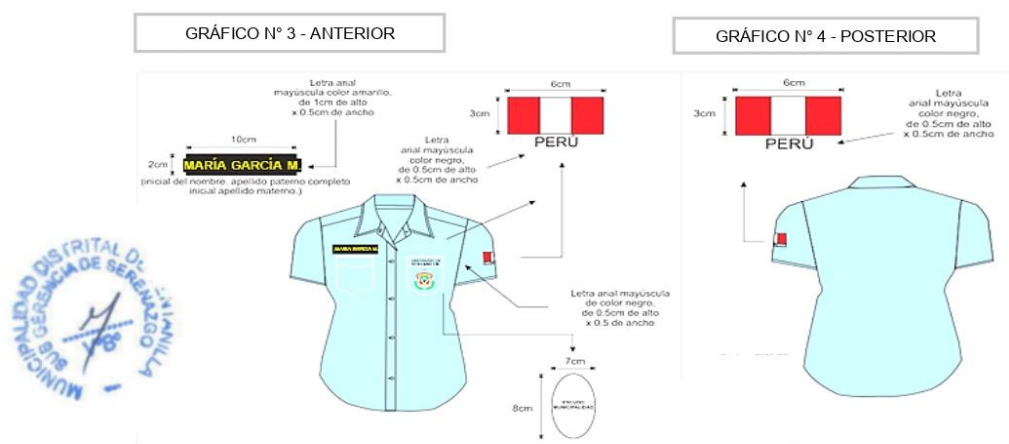 GRÁFICO N° 3 - ANTERIOR
GRÁFICO N° 4 - POSTERIOR
Letra arial
mayúscula color amarillo,
de 1cm de alto
x 0.5cm de ancho
10cm
2cm
MARÍA GARCÍA M.
(inicial del nombre. apellido paterno completo
inicial apellido materno.)
6cm
3cm
PERÚ
Letra
arial mayúscula
color negro,
de 0.5cm de alto
x 0.5cm de ancho
MARÍA GARCÍA M.
Letra arial mayúscula
de color negro,
de 0.5cm de alto
x 0.5 de ancho
7cm
8cm
MUNICIPALIDAD
6cm
3cm
PERÚ
Letra
arial mayúscula
color negro,
de 0.5cm de alto
x 0.5cm de ancho
MUNICIPALIDAD DISTRITAL DE
SUB GERENCIA DE SERENAZGO
V°B°